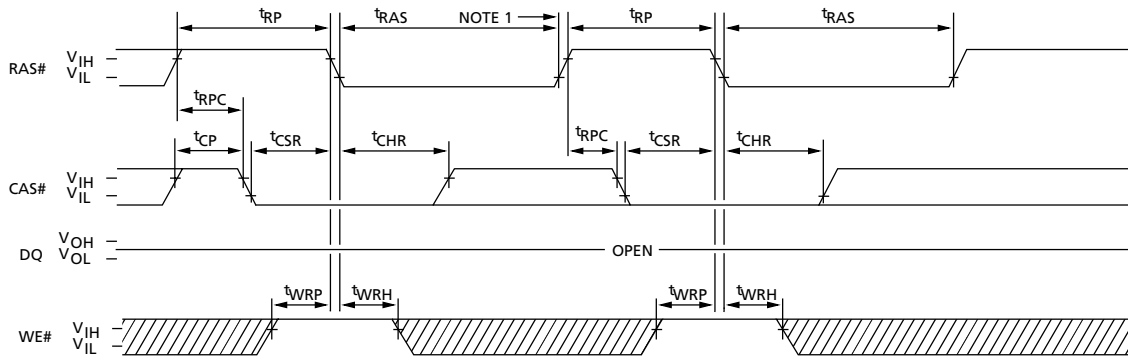 tRP tRAS NOTE 1 tRP tRAS
RAS# VIH
VIL
tRPC
tCP tCSR tCHR tRPC tCSR tCHR
CAS# VIH
VIL
DQ VOH
VOL
OPEN
tWRP tWRH tWRP tWRH
WE# VIH
VIL